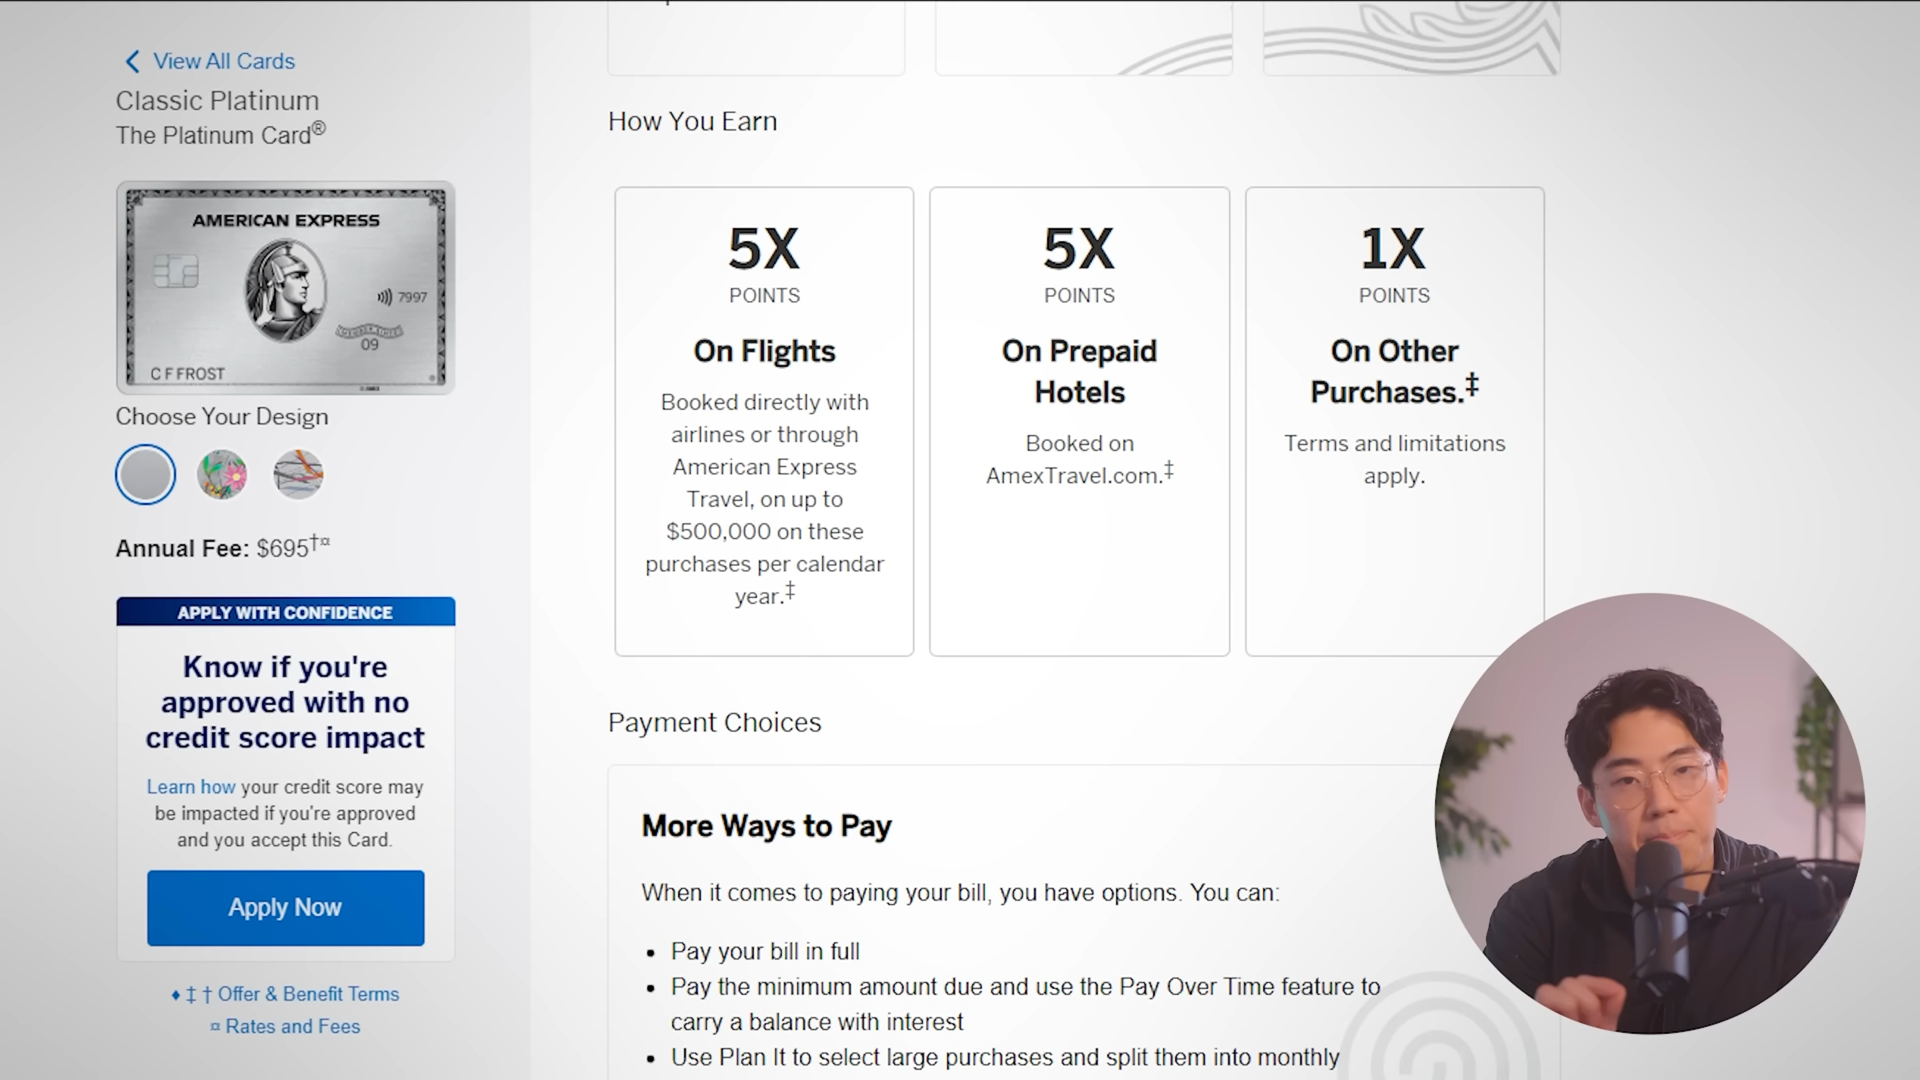 View All Cards
Classic Platinum
The Platinum Card®
AMERICAN EXPRESS
7997
MEMBER SINCE
09
C F FROST
Choose Your Design
Annual Fee: $695†¤
APPLY WITH CONFIDENCE
Know if you're
approved with no
credit score impact
Learn how your credit score may
be impacted if you're approved
and you accept this Card.
Apply Now
♦ ‡ † Offer & Benefit Terms
¤ Rates and Fees
How You Earn
5X
POINTS
On Flights
Booked directly with
airlines or through
American Express
Travel, on up to
$500,000 on these
purchases per calendar
year.‡
5X
POINTS
On Prepaid
Hotels
Booked on
AmexTravel.com.‡
1X
POINTS
On Other
Purchases.‡
Terms and limitations
apply.
Payment Choices
More Ways to Pay
When it comes to paying your bill, you have options. You can:
• Pay your bill in full
• Pay the minimum amount due and use the Pay Over Time feature to
carry a balance with interest
• Use Plan It to select large purchases and split them into monthly